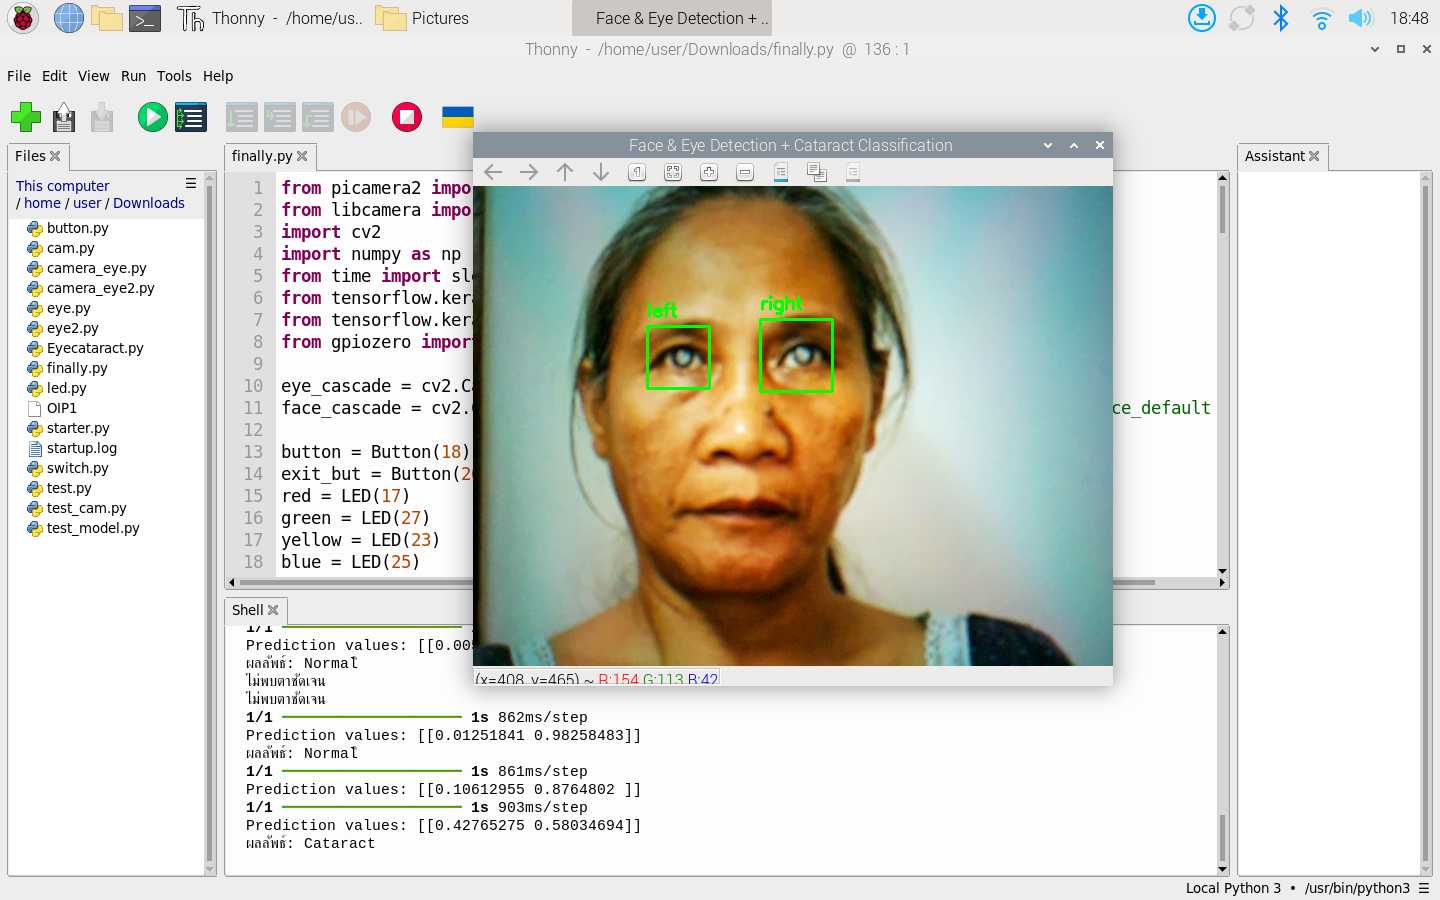 Thonny - /home/us..
Pictures
Face & Eye Detection + ..
18:48
Thonny - /home/user/Downloads/finally.py @ 136 : 1
File Edit View Run Tools Help
Files
This computer
/ home / user / Downloads
button.py
cam.py
camera_eye.py
camera_eye2.py
eye.py
eye2.py
Eyecataract.py
finally.py
led.py
OIP1
starter.py
startup.log
switch.py
test.py
test_cam.py
test_model.py
finally.py
1 from picamera2 impo
2 from libcamera impo
3 import cv2
4 import numpy as np
5 from time import sle
6 from tensorflow.kera
7 from tensorflow.kera
8 from gpiozero import
9
10 eye_cascade = cv2.Ca
11 face_cascade = cv2. ce_default
12
13 button = Button(18)
14 exit_but = Button(20
15 red = LED(17)
16 green = LED(27)
17 yellow = LED(23)
18 blue = LED(25)
Face & Eye Detection + Cataract Classification
left
right
(x=408, y=465) ~ R:154 G:113 B:42
Shell
1/1
Prediction values: [[0.005
ผลลัพธ์: Normal
ไม่พบตาชัดเจน
ไม่พบตาชัดเจน
1/1 1s 862ms/step
Prediction values: [[0.01251841 0.98258483]]
ผลลัพธ์: Normal
1/1 1s 861ms/step
Prediction values: [[0.10612955 0.8764802 ]]
1/1 1s 903ms/step
Prediction values: [[0.42765275 0.58034694]]
ผลลัพธ์: Cataract
Assistant
Local Python 3 • /usr/bin/python3